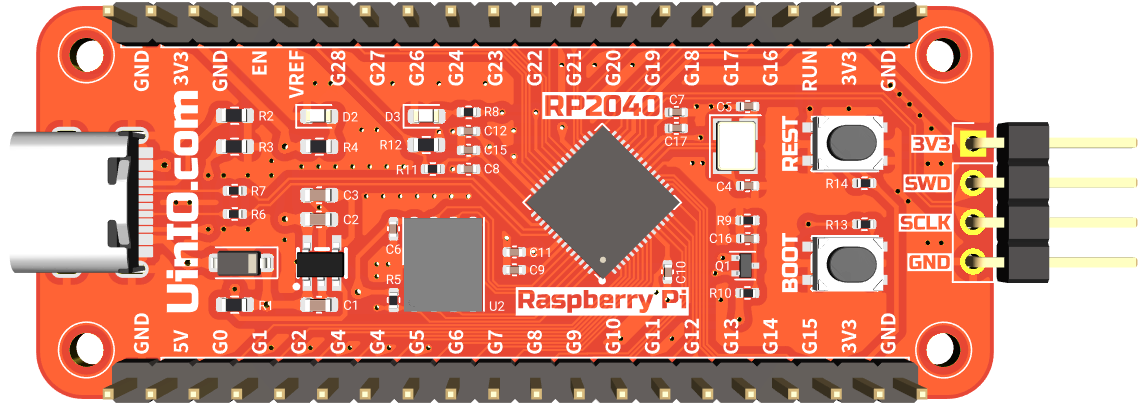 GND 3V3 GND EN VREF G28 G27 G26 G24 G23 G22 G21 G20 G19 G18 G17 G16 RUN 3V3 GND
UinIO.com
R2 D2 D3 R8 C7 C5
R3 R4 R12 C12 C17
C15
R11 C8
RP2040
REST
R7 C3 C4 R14
R6 C2 R9 R13
C6 C11 C16
C9 C10 Q1
R5
R1 C1 U2 R10
BOOT
Raspberry Pi
3V3
SWD
SCLK
GND
GND 5V G0 G1 G2 G4 G4 G5 G6 G7 G8 G9 G10 G11 G12 G13 G14 G15 3V3 GND